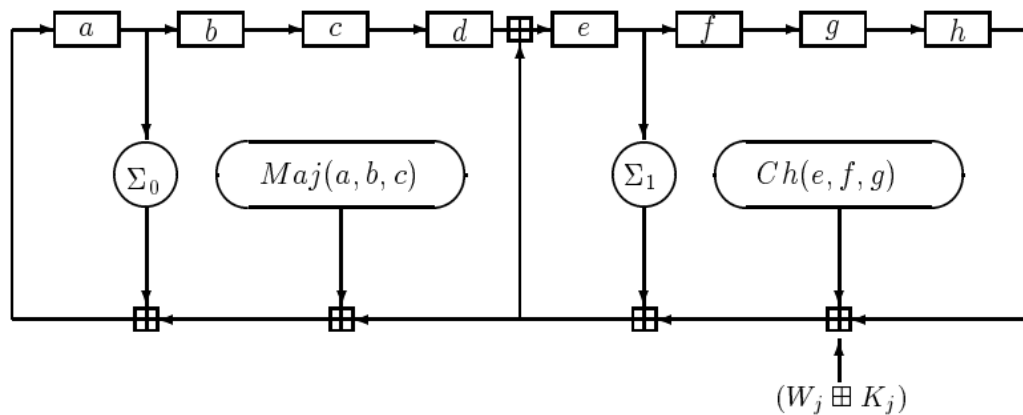 a b c d e f g h
Σ₀ Maj(a, b, c) Σ₁ Ch(e, f, g)
(Wⱼ ⊞ Kⱼ)